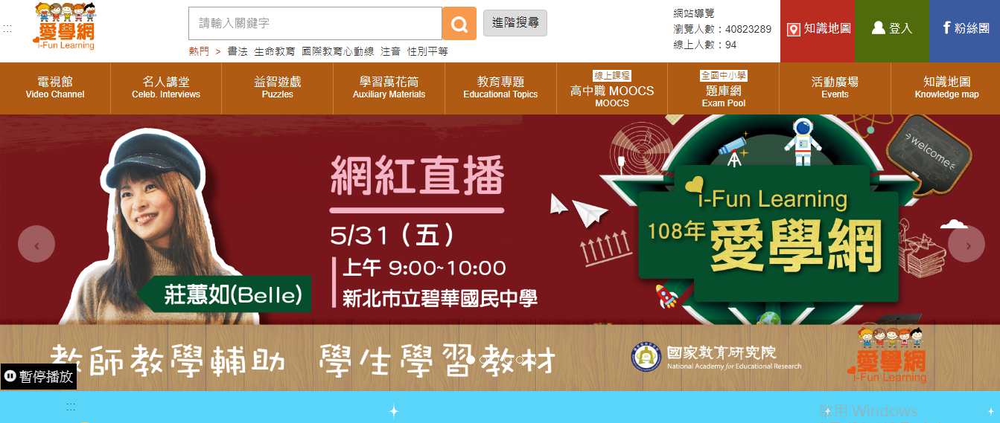 :::
愛學網
I-Fun Learning
請輸入關鍵字
進階搜尋
熱門 > 書法 生命教育 國際教育心動線 注音 性別平等
網站導覽
瀏覽人數：40823289
線上人數：94
知識地圖
登入
粉絲團
電視館
Video Channel
名人講堂
Celeb. Interviews
益智遊戲
Puzzles
學習萬花筒
Auxiliary Materials
教育專題
Educational Topics
線上課程
高中職 MOOCS
MOOCS
全國中小學
題庫網
Exam Pool
活動廣場
Events
知識地圖
Knowledge map
網紅直播
5/31（五）
上午 9:00~10:00
新北市立碧華國民中學
莊蕙如(Belle)
welcome
I-Fun Learning
108年
愛學網
教師教學輔助 學生學習教材
國家教育研究院
National Academy for Educational Research
愛學網
I-Fun Learning
暫停播放
:::
啟用 Windows